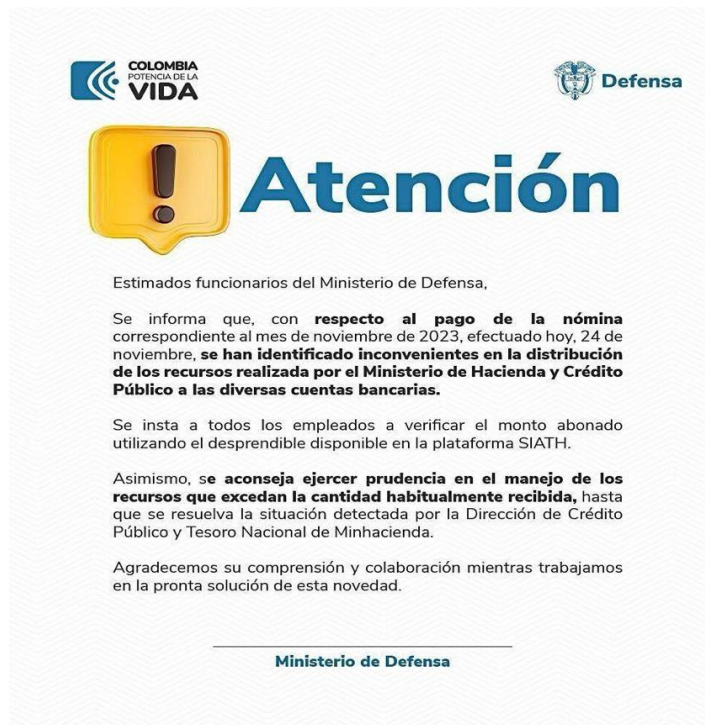 COLOMBIA
POTENCIA DE LA
VIDA
Defensa
Atención
Estimados funcionarios del Ministerio de Defensa,
Se informa que, con respecto al pago de la nómina
correspondiente al mes de noviembre de 2023, efectuado hoy, 24 de
noviembre, se han identificado inconvenientes en la distribución
de los recursos realizada por el Ministerio de Hacienda y Crédito
Público a las diversas cuentas bancarias.
Se insta a todos los empleados a verificar el monto abonado
utilizando el desprendible disponible en la plataforma SIATH.
Asimismo, se aconseja ejercer prudencia en el manejo de los
recursos que excedan la cantidad habitualmente recibida, hasta
que se resuelva la situación detectada por la Dirección de Crédito
Público y Tesoro Nacional de Minhacienda.
Agradecemos su comprensión y colaboración mientras trabajamos
en la pronta solución de esta novedad.
Ministerio de Defensa